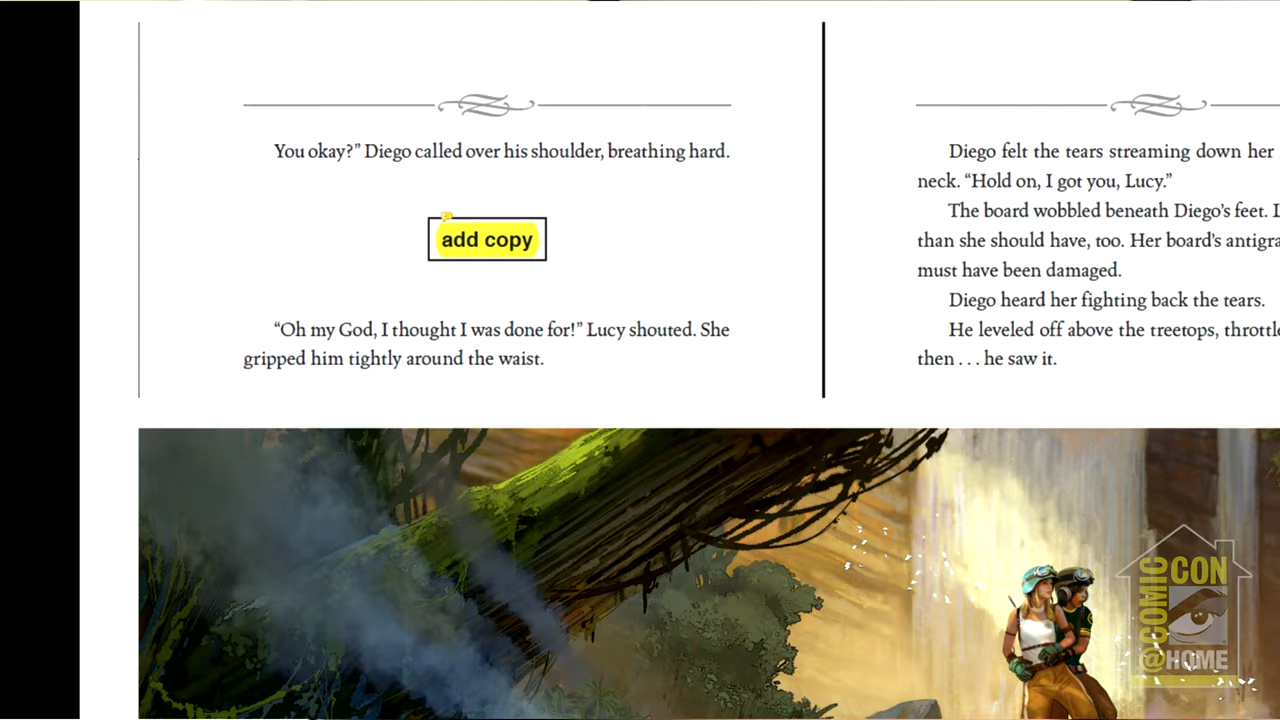 You okay?” Diego called over his shoulder, breathing hard.
add copy
“Oh my God, I thought I was done for!” Lucy shouted. She
gripped him tightly around the waist.
Diego felt the tears streaming down her
neck. “Hold on, I got you, Lucy.”
The board wobbled beneath Diego’s feet.
than she should have, too. Her board’s
must have been damaged.
Diego heard her fighting back the tears.
He leveled off above the treetops,
then . . . he saw it.
COMIC
CON
@HOME